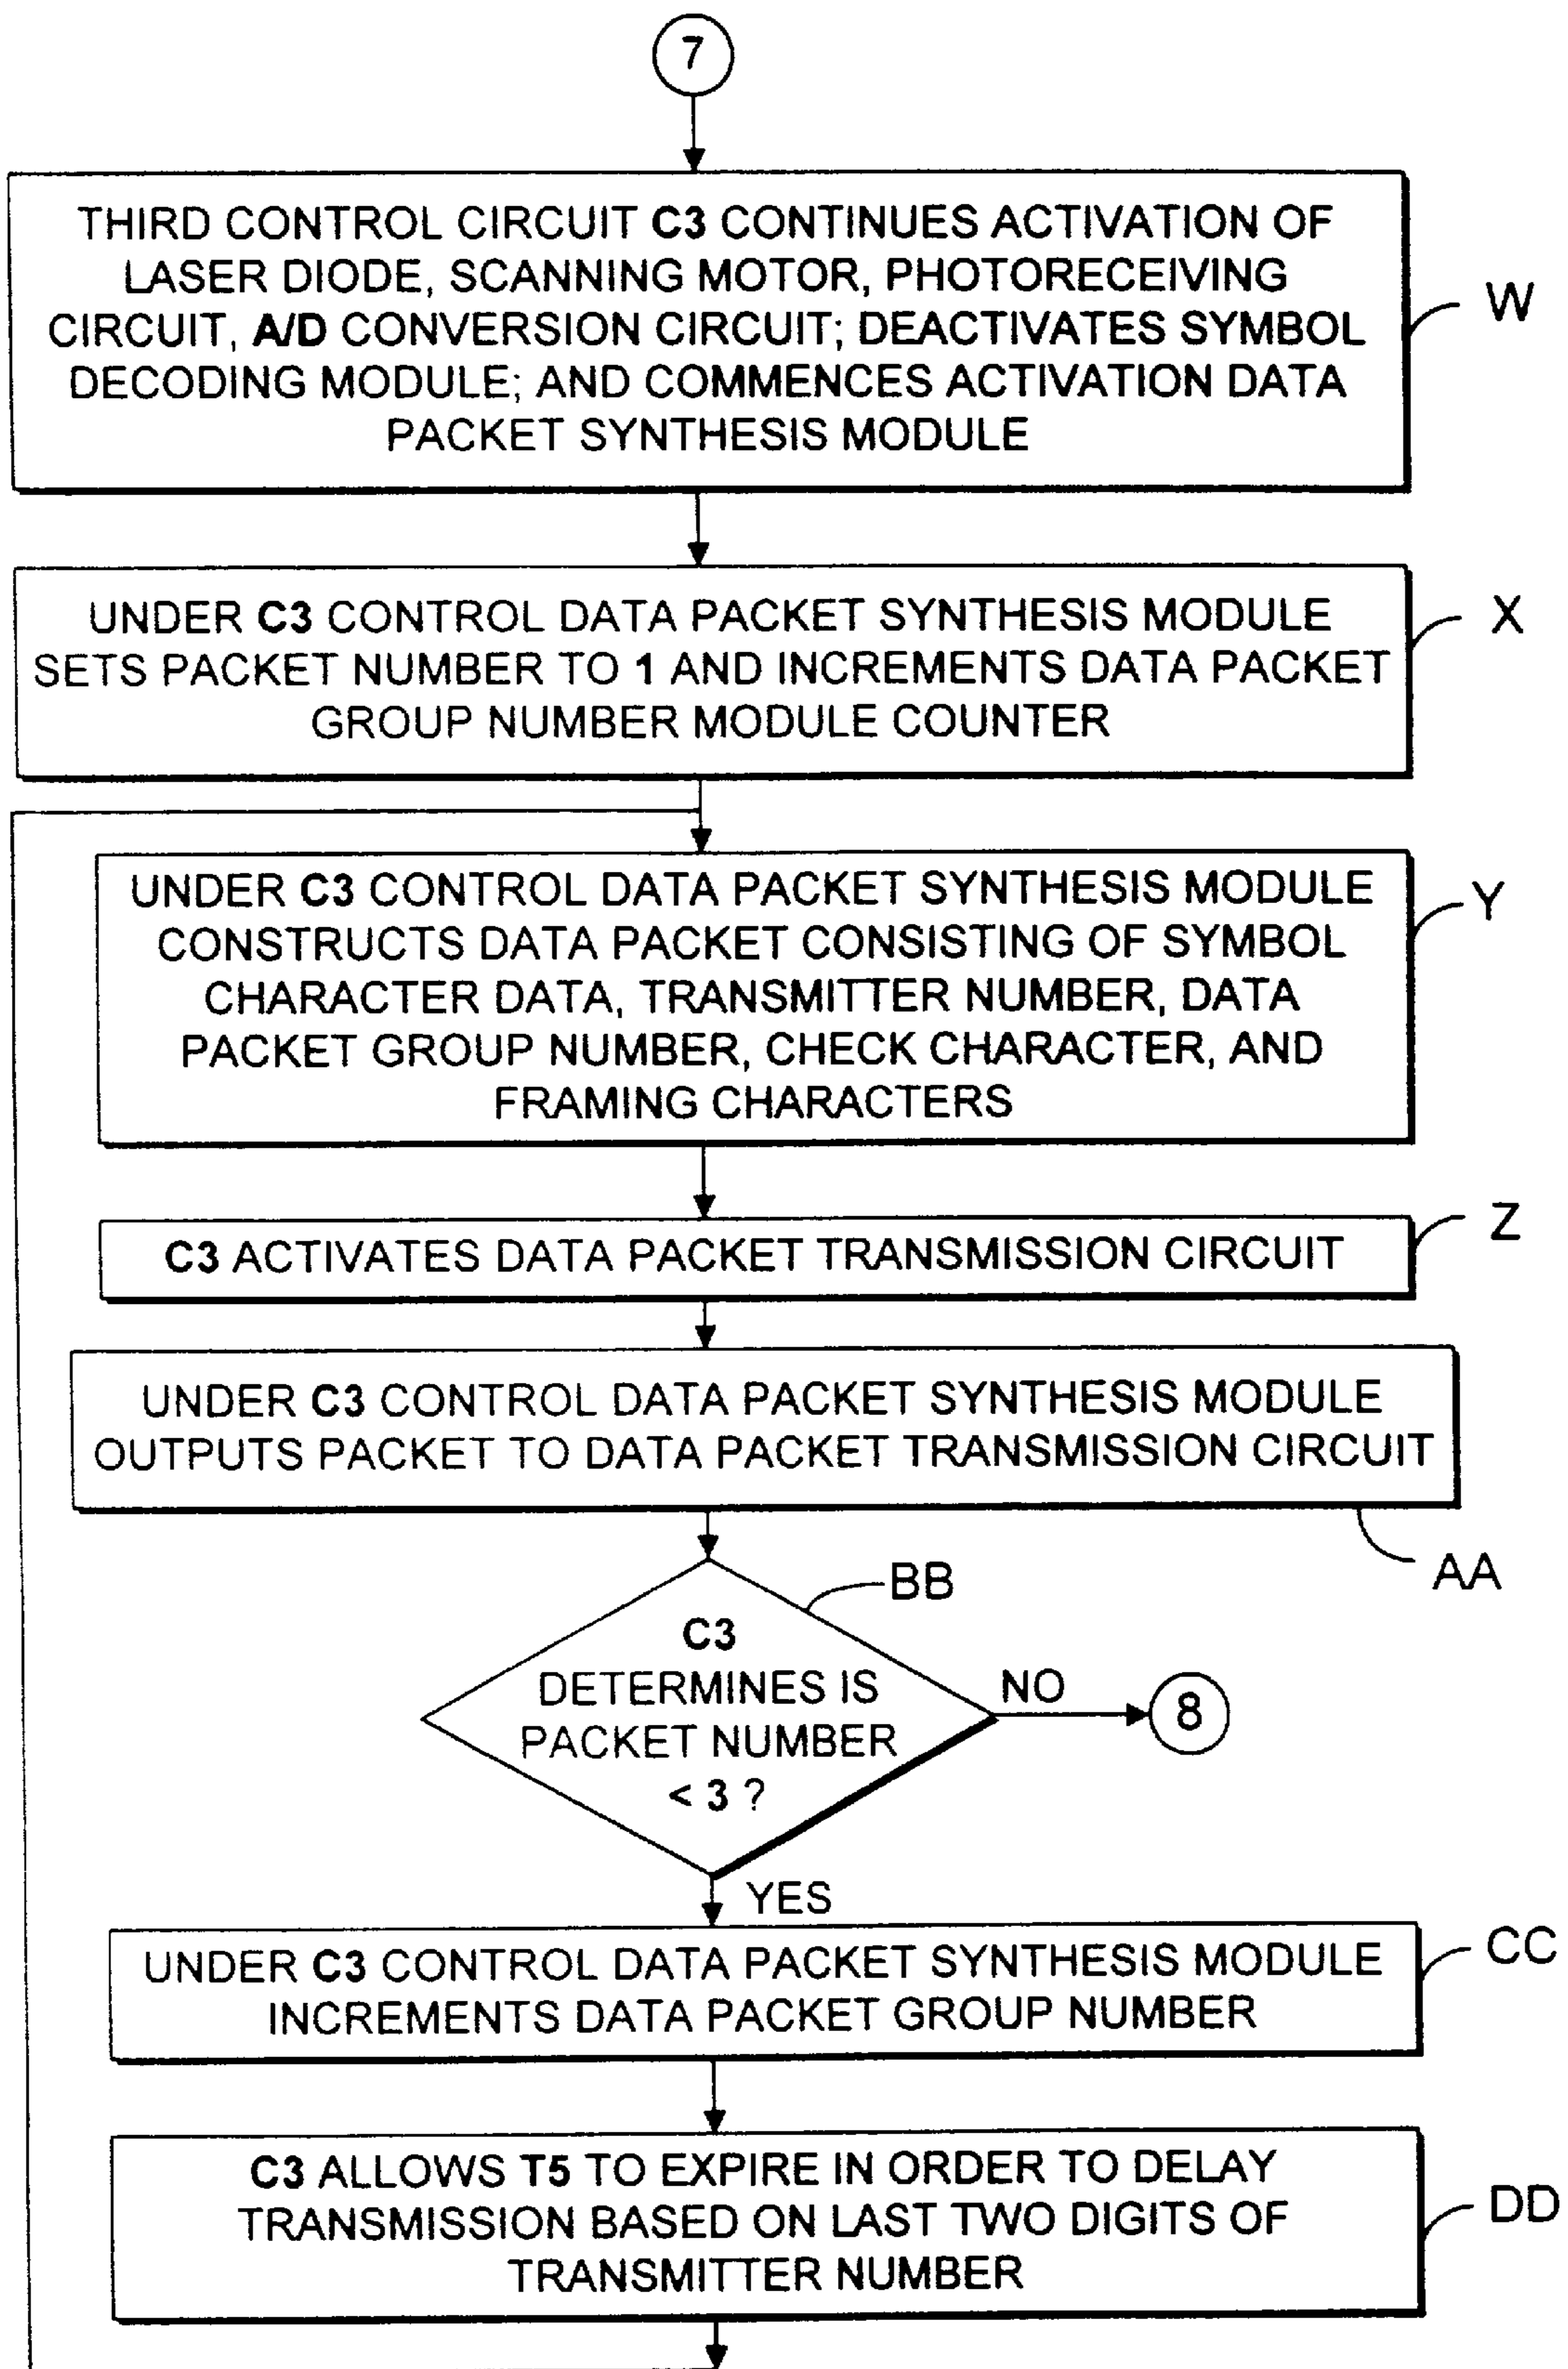 7
THIRD CONTROL CIRCUIT C3 CONTINUES ACTIVATION OF
LASER DIODE, SCANNING MOTOR, PHOTORECEIVING
CIRCUIT, A/D CONVERSION CIRCUIT; DEACTIVATES SYMBOL
DECODING MODULE; AND COMMENCES ACTIVATION DATA
PACKET SYNTHESIS MODULE
W
UNDER C3 CONTROL DATA PACKET SYNTHESIS MODULE
SETS PACKET NUMBER TO 1 AND INCREMENTS DATA PACKET
GROUP NUMBER MODULE COUNTER
X
UNDER C3 CONTROL DATA PACKET SYNTHESIS MODULE
CONSTRUCTS DATA PACKET CONSISTING OF SYMBOL
CHARACTER DATA, TRANSMITTER NUMBER, DATA
PACKET GROUP NUMBER, CHECK CHARACTER, AND
FRAMING CHARACTERS
Y
C3 ACTIVATES DATA PACKET TRANSMISSION CIRCUIT
Z
UNDER C3 CONTROL DATA PACKET SYNTHESIS MODULE
OUTPUTS PACKET TO DATA PACKET TRANSMISSION CIRCUIT
AA
BB
C3
DETERMINES IS
PACKET NUMBER
< 3 ?
NO
8
YES
UNDER C3 CONTROL DATA PACKET SYNTHESIS MODULE
INCREMENTS DATA PACKET GROUP NUMBER
CC
C3 ALLOWS T5 TO EXPIRE IN ORDER TO DELAY
TRANSMISSION BASED ON LAST TWO DIGITS OF
TRANSMITTER NUMBER
DD